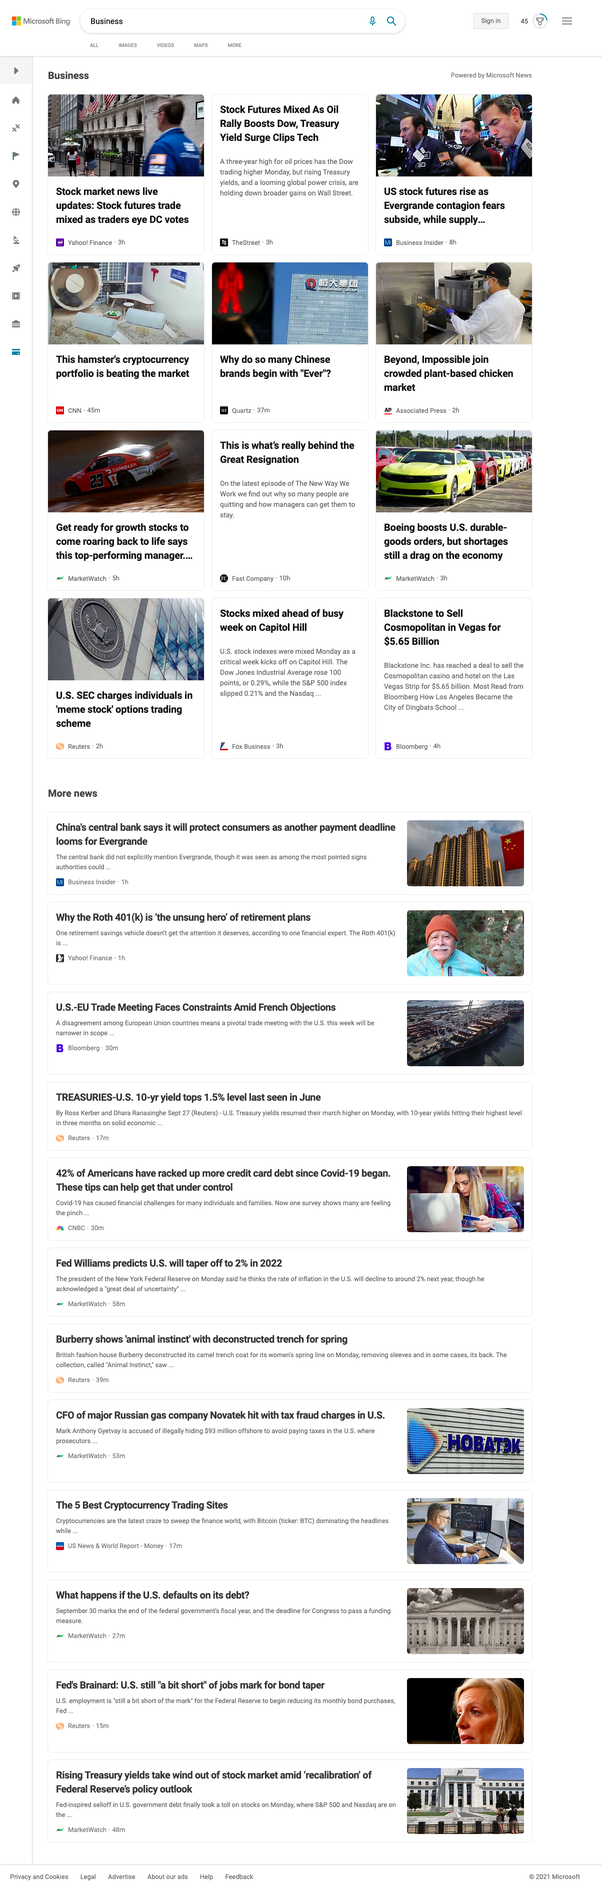 Microsoft Bing
Business
Sign in
45
ALL
IMAGES
VIDEOS
MAPS
MORE
Business
Powered by Microsoft News
Stock market news live
updates: Stock futures trade
mixed as traders eye DC votes
Yahoo! Finance · 3h
Stock Futures Mixed As Oil
Rally Boosts Dow, Treasury
Yield Surge Clips Tech
A three-year high for oil prices has the Dow
trading higher Monday, but rising Treasury
yields, and a looming global power crisis, are
holding down broader gains on Wall Street.
TheStreet · 3h
US stock futures rise as
Evergrande contagion fears
subside, while supply...
Business Insider · 8h
This hamster's cryptocurrency
portfolio is beating the market
CNN · 45m
恒大集团
Why do so many Chinese
brands begin with "Ever"?
Quartz · 37m
Beyond, Impossible join
crowded plant-based chicken
market
AP
Associated Press · 2h
23
DOORDASH
Get ready for growth stocks to
come roaring back to life says
this top-performing manager....
MarketWatch · 5h
This is what's really behind the
Great Resignation
On the latest episode of The New Way We
Work we find out why so many people are
quitting and how managers can get them to
stay.
Fast Company · 10h
Boeing boosts U.S. durable-
goods orders, but shortages
still a drag on the economy
MarketWatch · 3h
U.S. SEC charges individuals in
'meme stock' options trading
scheme
Reuters · 2h
Stocks mixed ahead of busy
week on Capitol Hill
U.S. stock indexes were mixed Monday as a
critical week kicks off on Capitol Hill. The
Dow Jones Industrial Average rose 100
points, or 0.29%, while the S&P 500 index
slipped 0.21% and the Nasdaq ...
Fox Business · 3h
Blackstone to Sell
Cosmopolitan in Vegas for
$5.65 Billion
Blackstone Inc. has reached a deal to sell the
Cosmopolitan casino and hotel on the Las
Vegas Strip for $5.65 billion. Most Read from
Bloomberg How Los Angeles Became the
City of Dingbats School ...
B
Bloomberg · 4h
More news
China's central bank says it will protect consumers as another payment deadline
looms for Evergrande
The central bank did not explicitly mention Evergrande, though it was seen as among the most pointed signs
authorities could ...
Business Insider · 1h
Why the Roth 401(k) is 'the unsung hero' of retirement plans
One retirement savings vehicle doesn't get the attention it deserves, according to one financial expert. The Roth 401(k)
is ...
Yahoo! Finance · 1h
U.S.-EU Trade Meeting Faces Constraints Amid French Objections
A disagreement among European Union countries means a pivotal trade meeting with the U.S. this week will be
narrower in scope ...
B
Bloomberg · 30m
TREASURIES-U.S. 10-yr yield tops 1.5% level last seen in June
By Ross Kerber and Dhara Ranasinghe Sept 27 (Reuters) - U.S. Treasury yields resumed their march higher on Monday, with 10-year yields hitting their highest level
in three months on solid economic ...
Reuters · 17m
42% of Americans have racked up more credit card debt since Covid-19 began.
These tips can help get that under control
Covid-19 has caused financial challenges for many individuals and families. Now one survey shows many are feeling
the pinch ...
CNBC · 30m
Fed Williams predicts U.S. will taper off to 2% in 2022
The president of the New York Federal Reserve on Monday said he thinks the rate of inflation in the U.S. will decline to around 2% next year, though he
acknowledged a "great deal of uncertainty" ...
MarketWatch · 58m
Burberry shows 'animal instinct' with deconstructed trench for spring
British fashion house Burberry deconstructed its camel trench coat for its women's spring line on Monday, removing sleeves and in some cases, its back. The
collection, called "Animal Instinct," saw ...
Reuters · 39m
CFO of major Russian gas company Novatek hit with tax fraud charges in U.S.
Mark Anthony Gyetvay is accused of illegally hiding $93 million offshore to avoid paying taxes in the U.S. where
prosecutors ...
MarketWatch · 53m
НОВАТЭК
The 5 Best Cryptocurrency Trading Sites
Cryptocurrencies are the latest craze to sweep the finance world, with Bitcoin (ticker: BTC) dominating the headlines
while ...
US News & World Report - Money · 17m
What happens if the U.S. defaults on its debt?
September 30 marks the end of the federal government's fiscal year, and the deadline for Congress to pass a funding
measure.
MarketWatch · 27m
Fed's Brainard: U.S. still "a bit short" of jobs mark for bond taper
U.S. employment is "still a bit short of the mark" for the Federal Reserve to begin reducing its monthly bond purchases,
Fed ...
Reuters · 15m
Rising Treasury yields take wind out of stock market amid 'recalibration' of
Federal Reserve's policy outlook
Fed-inspired selloff in U.S. government debt finally took a toll on stocks on Monday, where S&P 500 and Nasdaq are on
the ...
MarketWatch · 48m
Privacy and Cookies
Legal
Advertise
About our ads
Help
Feedback
© 2021 Microsoft